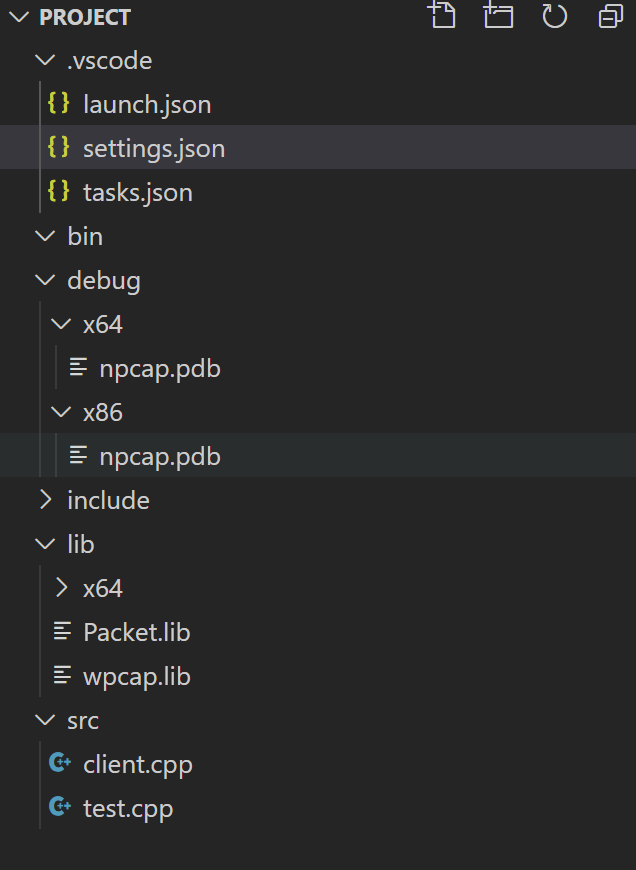 PROJECT
.vscode
{} launch.json
{} settings.json
{} tasks.json
bin
debug
x64
npcap.pdb
x86
npcap.pdb
include
lib
x64
Packet.lib
wpcap.lib
src
C++ client.cpp
C++ test.cpp